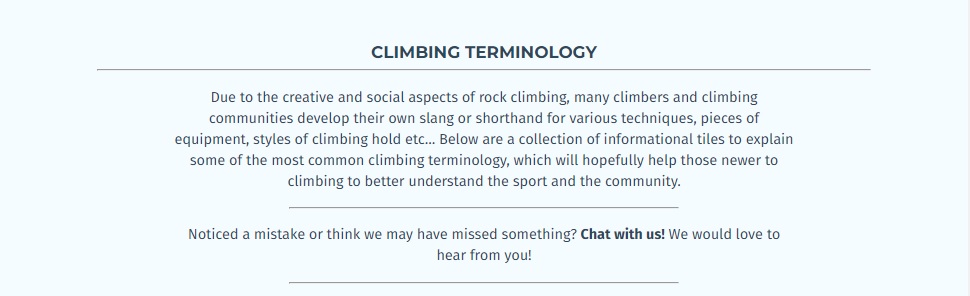 CLIMBING TERMINOLOGY
Due to the creative and social aspects of rock climbing, many climbers and climbing
communities develop their own slang or shorthand for various techniques, pieces of
equipment, styles of climbing hold etc... Below are a collection of informational tiles to explain
some of the most common climbing terminology, which will hopefully help those newer to
climbing to better understand the sport and the community.
Noticed a mistake or think we may have missed something? Chat with us! We would love to
hear from you!